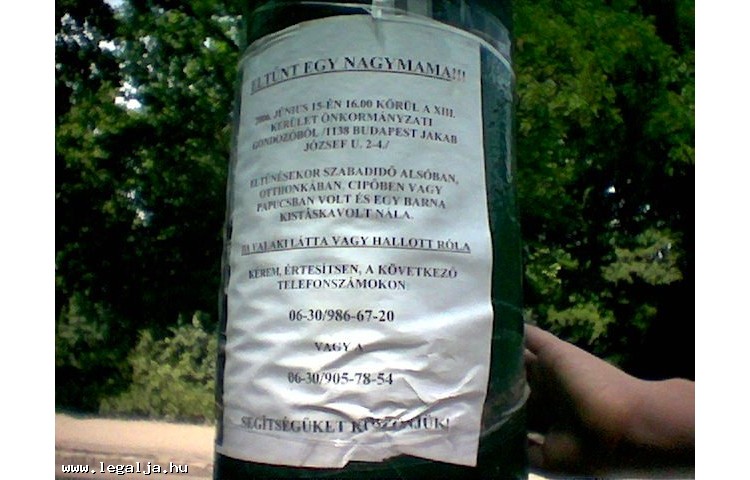 ELTŰNT EGY NAGYMAMA!!!
2006. JÚNIUS 15-ÉN 16.00 KÖRÜL A XIII.
KERÜLET ÖNKORMÁNYZATI
GONDOZÓBÓL /1138 BUDAPEST JAKAB
JÓZSEF U. 2-4./
ELTŰNÉSEKOR SZABADIDŐ ALSÓBAN,
OTTHONKÁBAN, CIPŐBEN VAGY
PAPUCSBAN VOLT ÉS EGY BARNA
KISTÁSKAVOLT NÁLA.
HA VALAKI LÁTTA VAGY HALLOTT RÓLA
KÉREM, ÉRTESÍTSEN, A KÖVETKEZŐ
TELEFONSZÁMOKON
06-30/986-67-20
VAGY A
06-30/905-78-54
SEGÍTSÉGÜKET KÖSZÖNJÜK!
www.legalja.hu